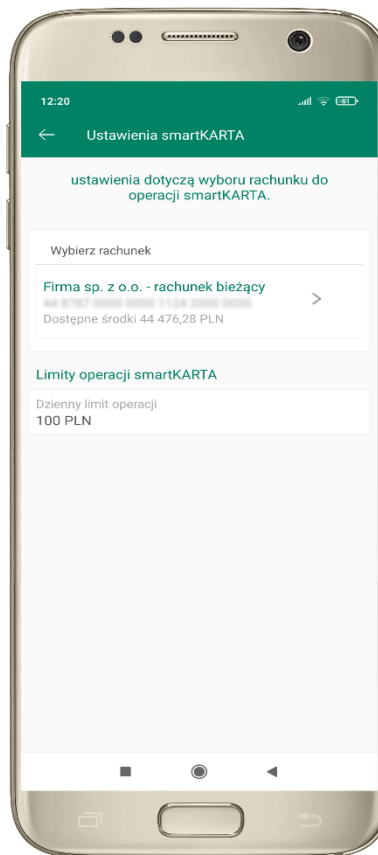 12:20
61
Ustawienia smartKARTA
ustawienia dotyczą wyboru rachunku do
operacji smartKARTA.
Wybierz rachunek
Firma sp. z o.o. - rachunek bieżący
Dostępne środki 44 476,28 PLN
Limity operacji smartKARTA
Dzienny limit operacji
100 PLN